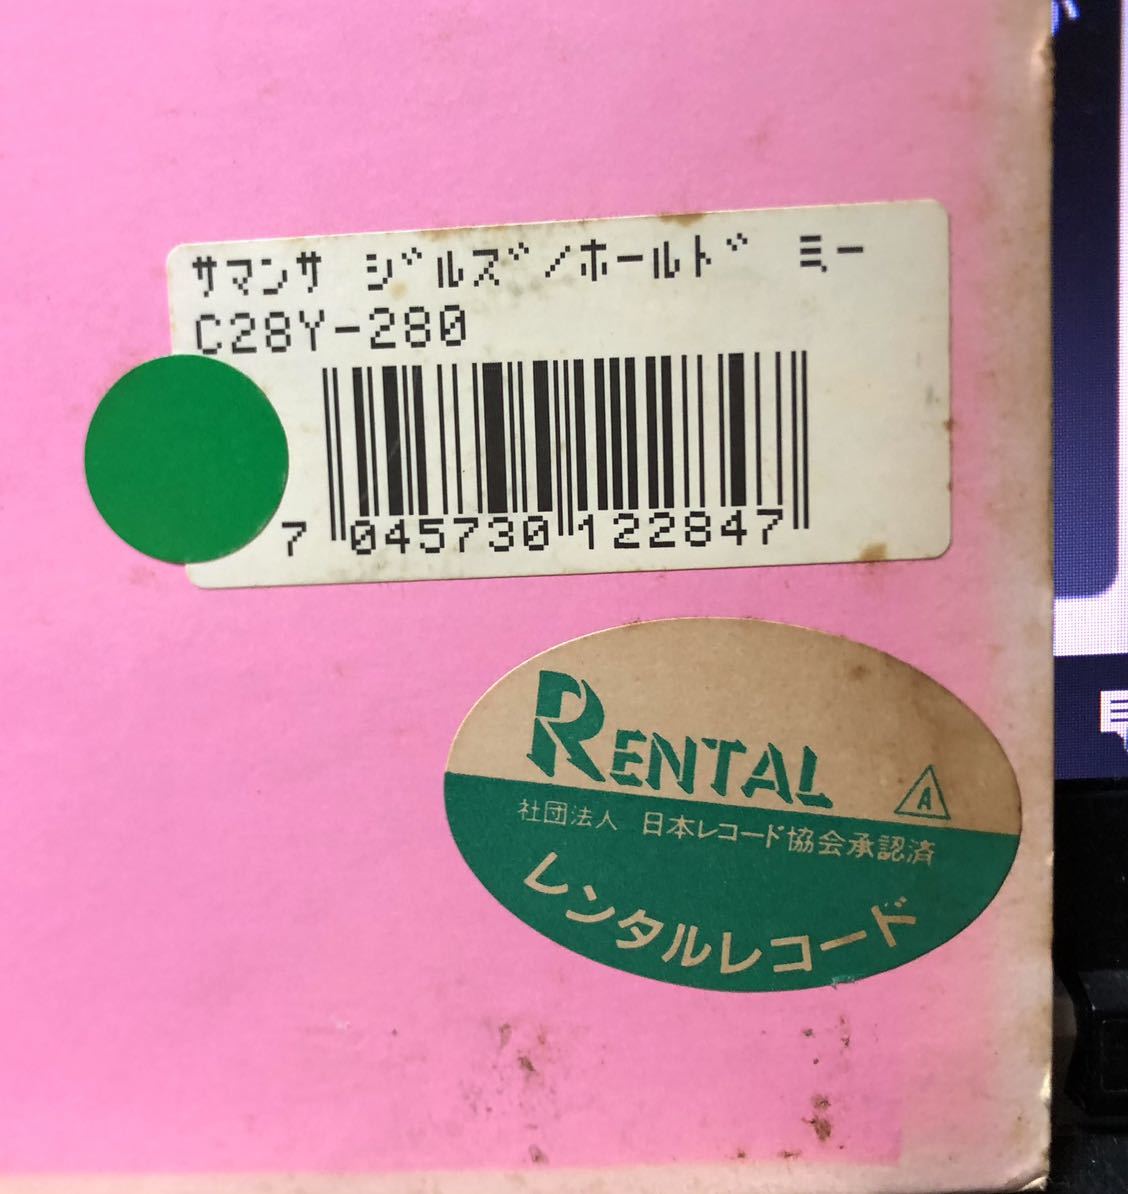 サマンサ ジルズ/ホールド ミー
C28Y-280
7 045730 122847
RENTAL
A
社団法人 日本レコード協会承認済
レンタルレコード